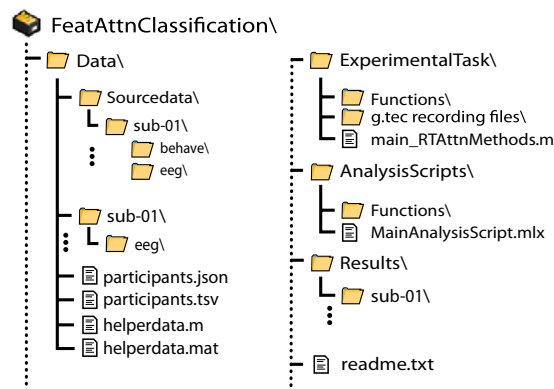 FeatAttnClassification\
Data\
Sourcedata\
sub-01\
behave\
eeg\
sub-01\
eeg\
participants.json
participants.tsv
helperdata.m
helperdata.mat
ExperimentalTask\
Functions\
g.tec recording files\
main_RTAttnMethods.m
AnalysisScripts\
Functions\
MainAnalysisScript.mlx
Results\
sub-01\
readme.txt